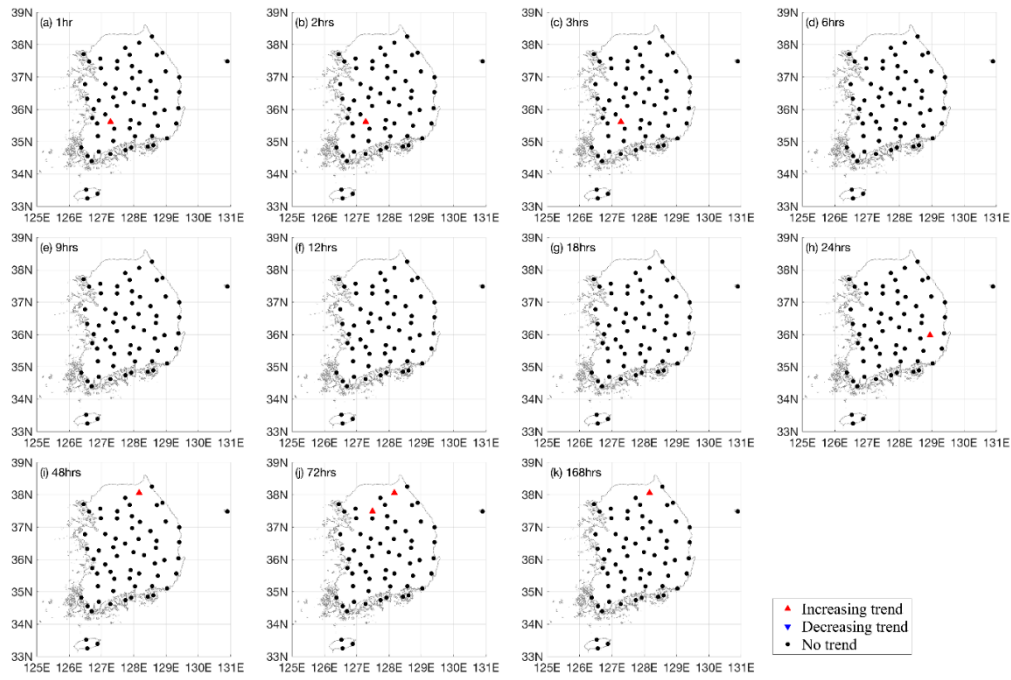 39N (a) 1hr
38N
37N
36N
35N
34N
33N
125E 126E 127E 128E 129E 130E 131E
39N (b) 2hrs
38N
37N
36N
35N
34N
33N
125E 126E 127E 128E 129E 130E 131E
39N (c) 3hrs
38N
37N
36N
35N
34N
33N
125E 126E 127E 128E 129E 130E 131E
39N (d) 6hrs
38N
37N
36N
35N
34N
33N
125E 126E 127E 128E 129E 130E 131E
39N (e) 9hrs
38N
37N
36N
35N
34N
33N
125E 126E 127E 128E 129E 130E 131E
39N (f) 12hrs
38N
37N
36N
35N
34N
33N
125E 126E 127E 128E 129E 130E 131E
39N (g) 18hrs
38N
37N
36N
35N
34N
33N
125E 126E 127E 128E 129E 130E 131E
39N (h) 24hrs
38N
37N
36N
35N
34N
33N
125E 126E 127E 128E 129E 130E 131E
39N (i) 48hrs
38N
37N
36N
35N
34N
33N
125E 126E 127E 128E 129E 130E 131E
39N (j) 72hrs
38N
37N
36N
35N
34N
33N
125E 126E 127E 128E 129E 130E 131E
39N (k) 168hrs
38N
37N
36N
35N
34N
33N
125E 126E 127E 128E 129E 130E 131E
Increasing trend
Decreasing trend
No trend